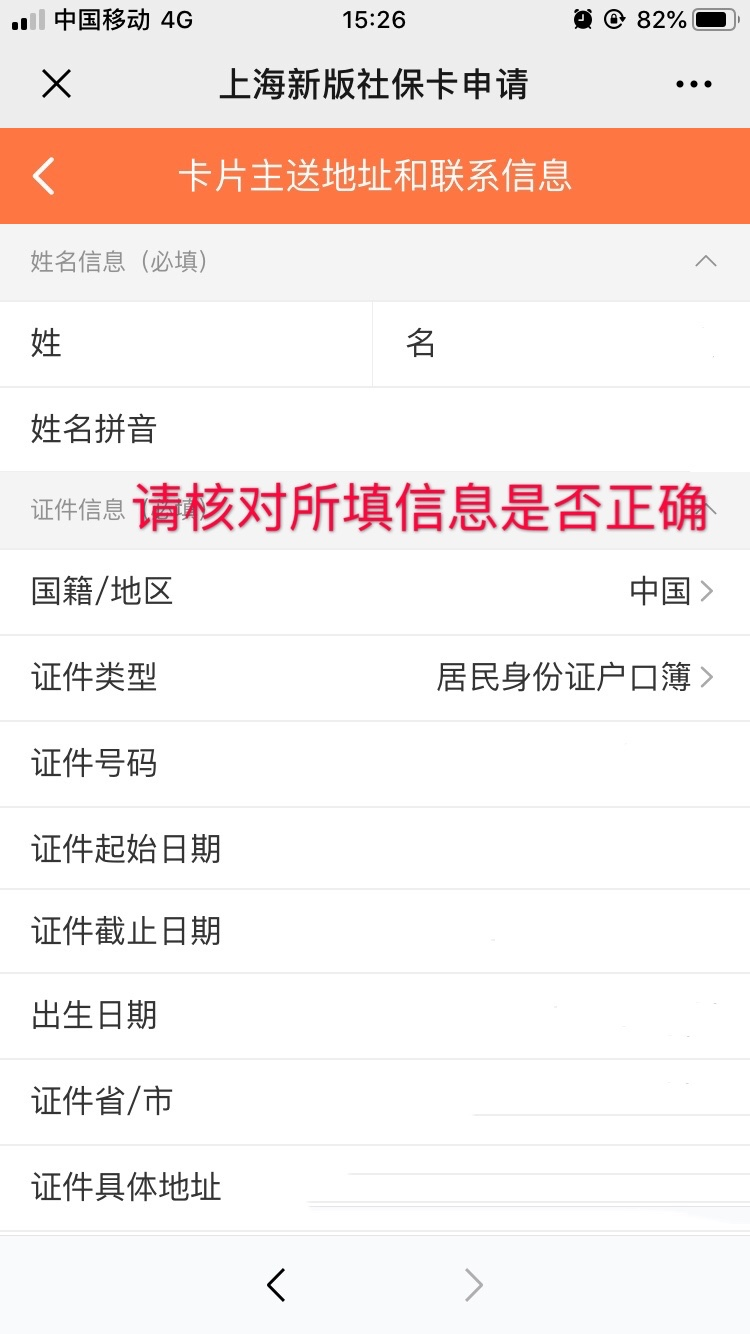 中国移动 4G 15:26 82%
上海新版社保卡申请
卡片主送地址和联系信息
姓名信息（必填）
姓 名
姓名拼音
证件信息（必填）
请核对所填信息是否正确
国籍/地区 中国
证件类型 居民身份证户口簿
证件号码
证件起始日期
证件截止日期
出生日期
证件省/市
证件具体地址